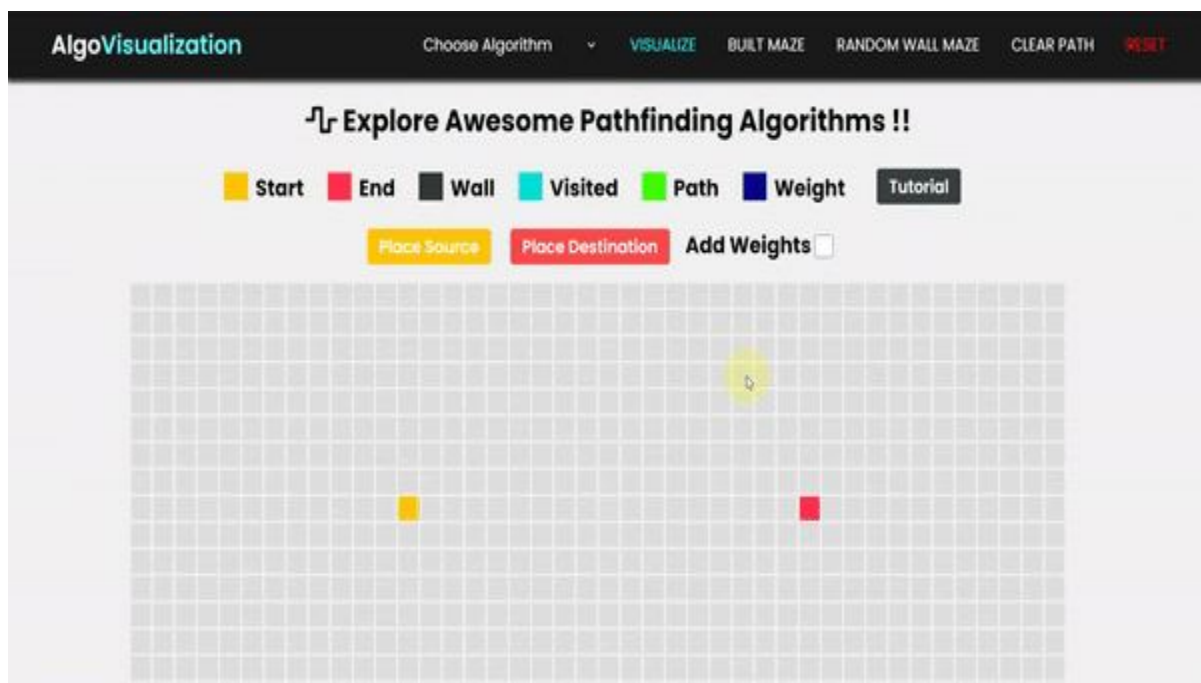 AlgoVisualization Choose Algorithm VISUALIZE BUILT MAZE RANDOM WALL MAZE CLEAR PATH RESET
Explore Awesome Pathfinding Algorithms !!
Start End Wall Visited Path Weight Tutorial
Place Source Place Destination Add Weights